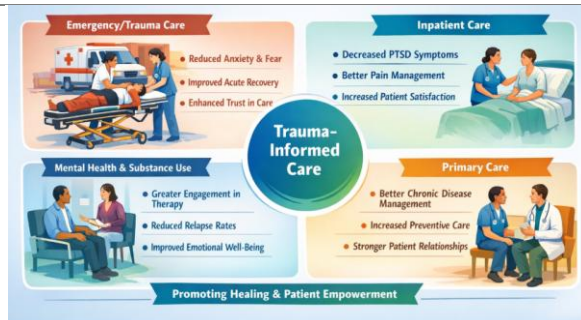 Emergency/Trauma Care
Reduced Anxiety & Fear
Improved Acute Recovery
Enhanced Trust in Care
Inpatient Care
Decreased PTSD Symptoms
Better Pain Management
Increased Patient Satisfaction
Trauma-
Informed
Care
Mental Health & Substance Use
Greater Engagement in
Therapy
Reduced Relapse Rates
Improved Emotional Well-Being
Primary Care
Better Chronic Disease
Management
Increased Preventive Care
Stronger Patient Relationships
Promoting Healing & Patient Empowerment